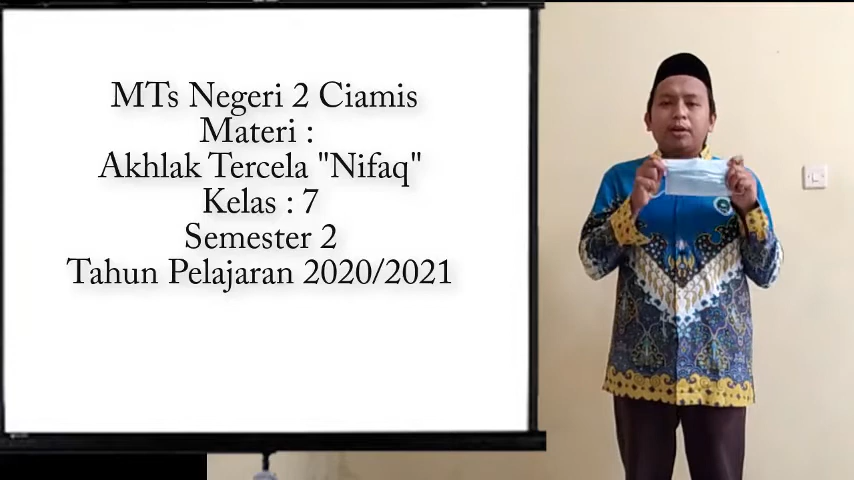 MTs Negeri 2 Ciamis
Materi :
Akhlak Tercela "Nifaq"
Kelas : 7
Semester 2
Tahun Pelajaran 2020/2021